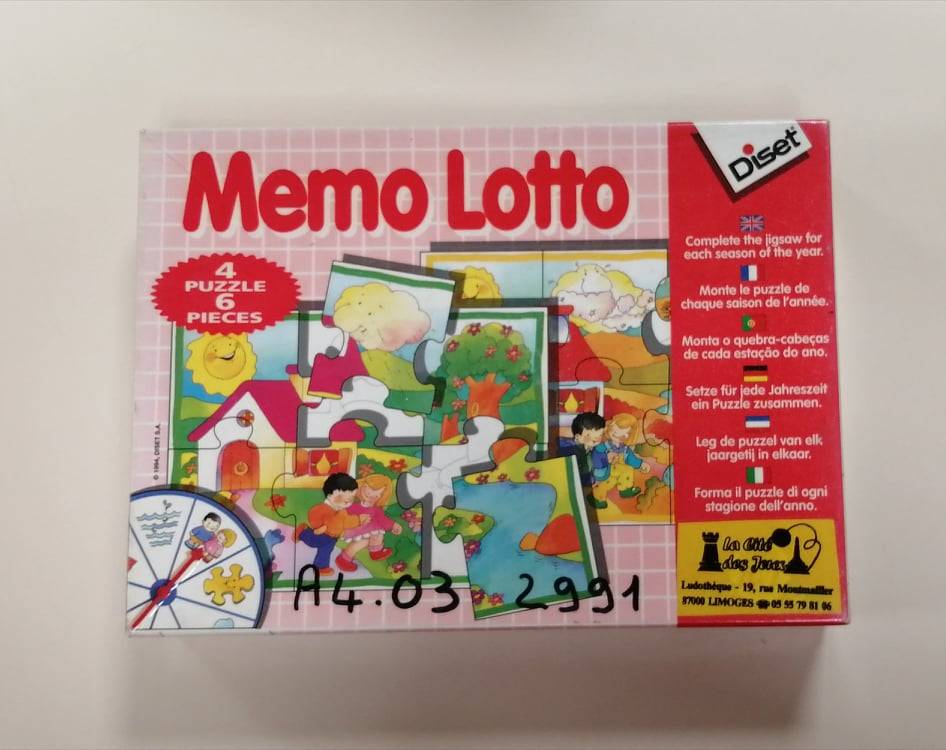 Memo Lotto
4
PUZZLE
6
PIECES
Diset
Complete the jigsaw for
each season of the year.
Monte le puzzle de
chaque saison de l'année.
Monta o quebra-cabeças
de cada estação do ano.
Setze für jede Jahreszeit
ein Puzzle zusammen.
Leg de puzzel van elk
jaargetij in elkaar.
Forma il puzzle di ogni
stagione dell'anno.
© 1994, DISET S.A.
La Cité
des Jeux
Ludothèque - 19, rue Montmailler
87000 LIMOGES ☎ 05 55 79 81 06
A4.03 2991